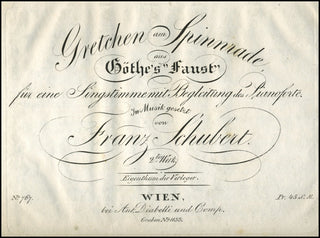 Gretchen am Spinnrade
aus
Göthe's "Faust"
für eine Singstimme mit Begleitung des Pianoforte.
In Musik gesetzt
von
Franz Schubert.
2tes Werk.
Eigenthum der Verleger.
No. 767. WIEN, Pr. 45 x C.M.
bei Ant. Diabelli und Comp.
Graben No. 1133.